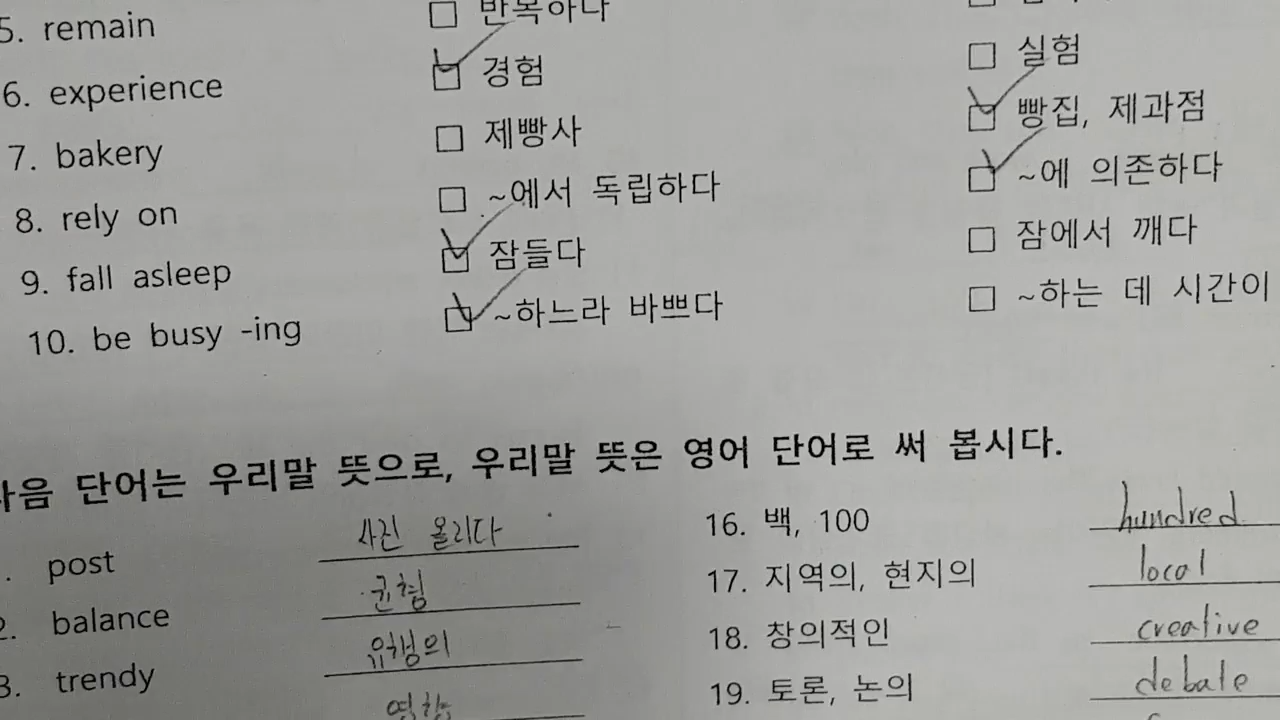 5. remain □ 반복하다
6. experience □ 경험 □ 실험
7. bakery □ 제빵사 □ 빵집, 제과점
8. rely on □ ~에서 독립하다 □ ~에 의존하다
9. fall asleep □ 잠들다 □ 잠에서 깨다
10. be busy -ing □ ~하느라 바쁘다 □ ~하는 데 시간이
다음 단어는 우리말 뜻으로, 우리말 뜻은 영어 단어로 써 봅시다.
post 사진 올리다 16. 백, 100 hundred
2. balance 균형 17. 지역의, 현지의 local
3. trendy 유행의 18. 창의적인 creative
19. 토론, 논의 debate